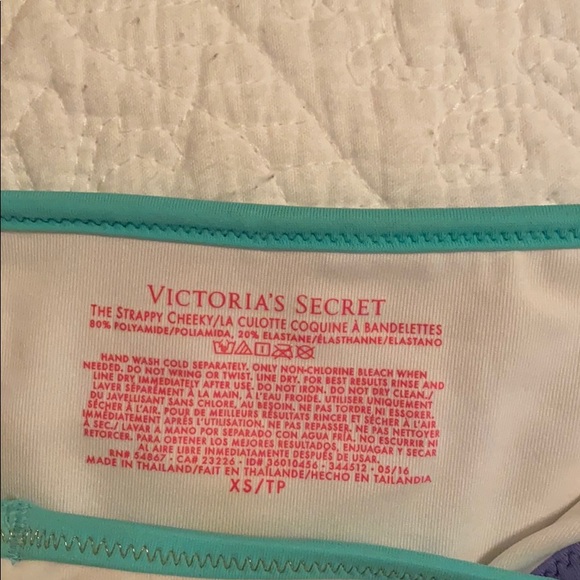 VICTORIA'S SECRET
THE STRAPPY CHEEKY/LA CULOTTE COQUINE À BANDELETTES
80% POLYAMIDE/POLIAMIDA, 20% ELASTANE/ÉLASTHANNE/ELASTANO
HAND WASH COLD SEPARATELY. ONLY NON-CHLORINE BLEACH WHEN
NEEDED. DO NOT WRING OR TWIST. LINE DRY. FOR BEST RESULTS RINSE AND
LINE DRY IMMEDIATELY AFTER USE. DO NOT IRON. DO NOT DRY CLEAN./
LAVER SÉPARÉMENT À LA MAIN, À L'EAU FROIDE. UTILISER UNIQUEMENT
DU JAVELLISANT SANS CHLORE, AU BESOIN. NE PAS TORDRE NI ESSORER.
SÉCHER À L'AIR. POUR DE MEILLEURS RÉSULTATS RINCER ET SÉCHER À L'AIR
IMMÉDIATEMENT APRÈS L'UTILISATION. NE PAS REPASSER. NE PAS NETTOYER
À SEC./ LAVAR A MANO POR SEPARADO CON AGUA FRÍA. NO ESCURRIR NI
RETORCER. PARA OBTENER LOS MEJORES RESULTADOS, ENJUAGAR Y SECAR
AL AIRE LIBRE INMEDIATAMENTE DESPUÉS DE USAR.
RN# 54867 • CA# 23226 • ID# 36010456 • 344512 • 05/16
MADE IN THAILAND/FAIT EN THAÏLANDE/HECHO EN TAILANDIA
XS/TP